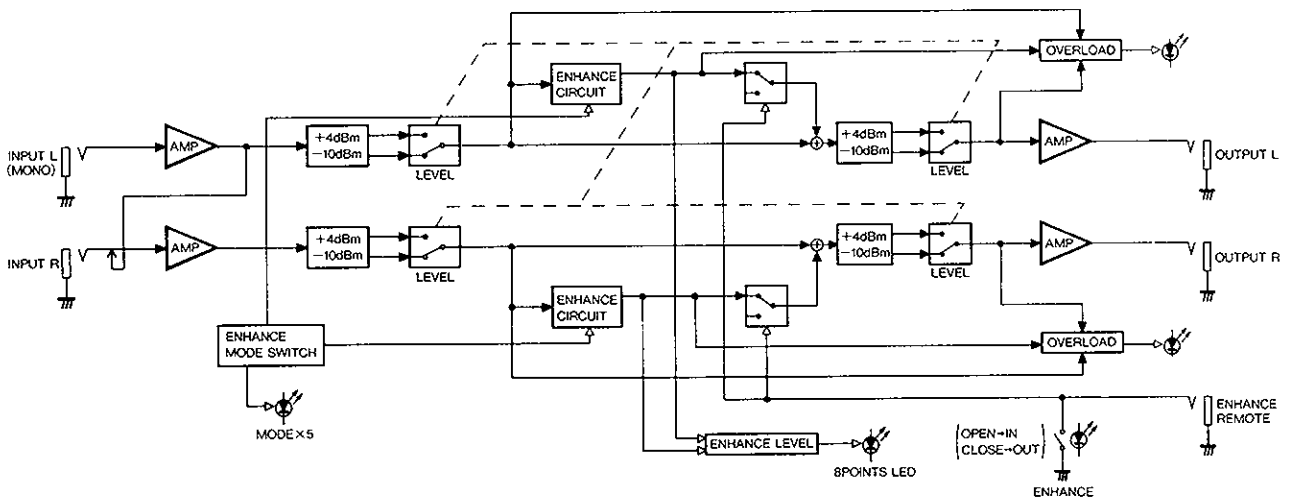 OVERLOAD
ENHANCE
CIRCUIT
INPUT L
(MONO)
AMP
+4dBm
−10dBm
LEVEL
+4dBm
−10dBm
LEVEL
AMP
OUTPUT L
INPUT R
AMP
+4dBm
−10dBm
LEVEL
+4dBm
−10dBm
LEVEL
AMP
OUTPUT R
ENHANCE
CIRCUIT
ENHANCE
MODE SWITCH
OVERLOAD
MODE×5
ENHANCE LEVEL
8POINTS LED
(OPEN→IN
CLOSE→OUT)
ENHANCE
ENHANCE
REMOTE